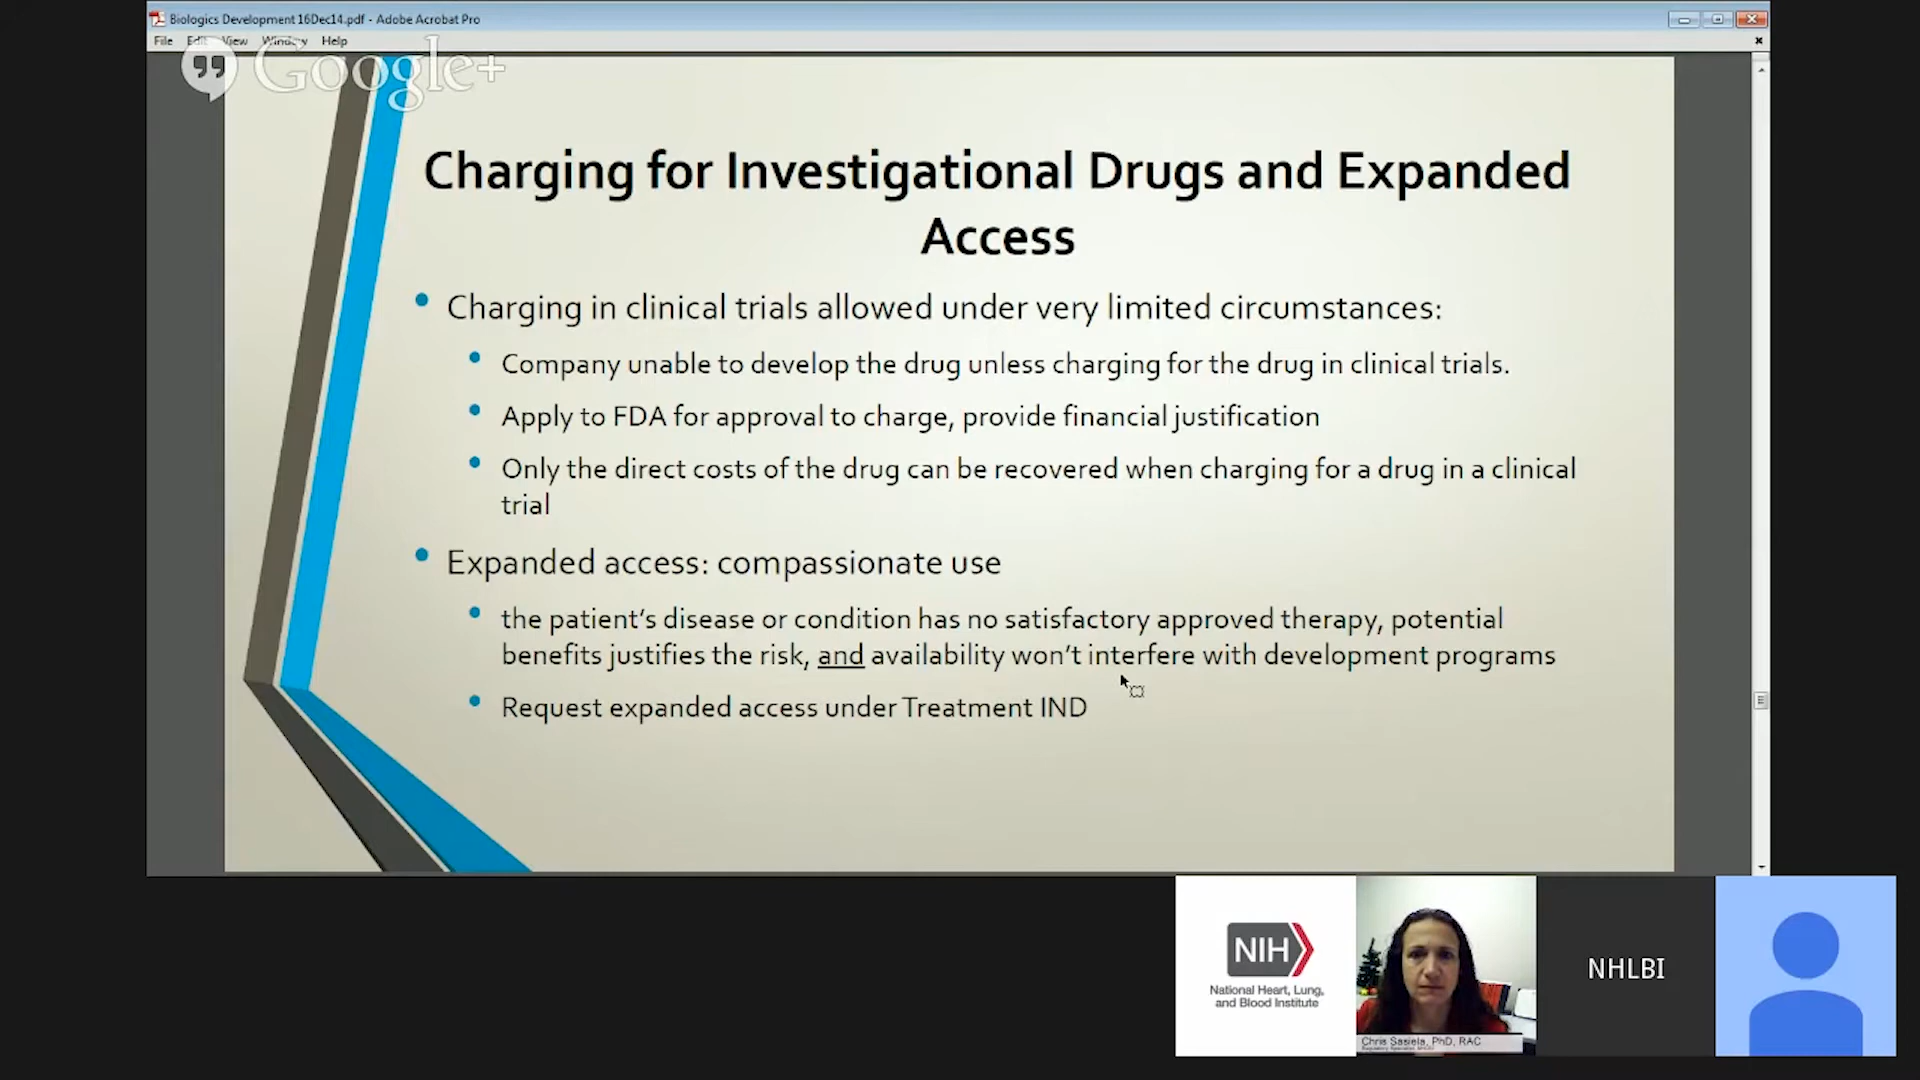 Biologics Development 16Dec14.pdf - Adobe Acrobat Pro
File Edit View Window Help
Google+
Charging for Investigational Drugs and Expanded
Access
• Charging in clinical trials allowed under very limited circumstances:
• Company unable to develop the drug unless charging for the drug in clinical trials.
• Apply to FDA for approval to charge, provide financial justification
• Only the direct costs of the drug can be recovered when charging for a drug in a clinical
trial
• Expanded access: compassionate use
• the patient's disease or condition has no satisfactory approved therapy, potential
benefits justifies the risk, and availability won't interfere with development programs
• Request expanded access under Treatment IND
NIH
National Heart, Lung,
and Blood Institute
Chris Sasiela, PhD, RAC
NHLBI